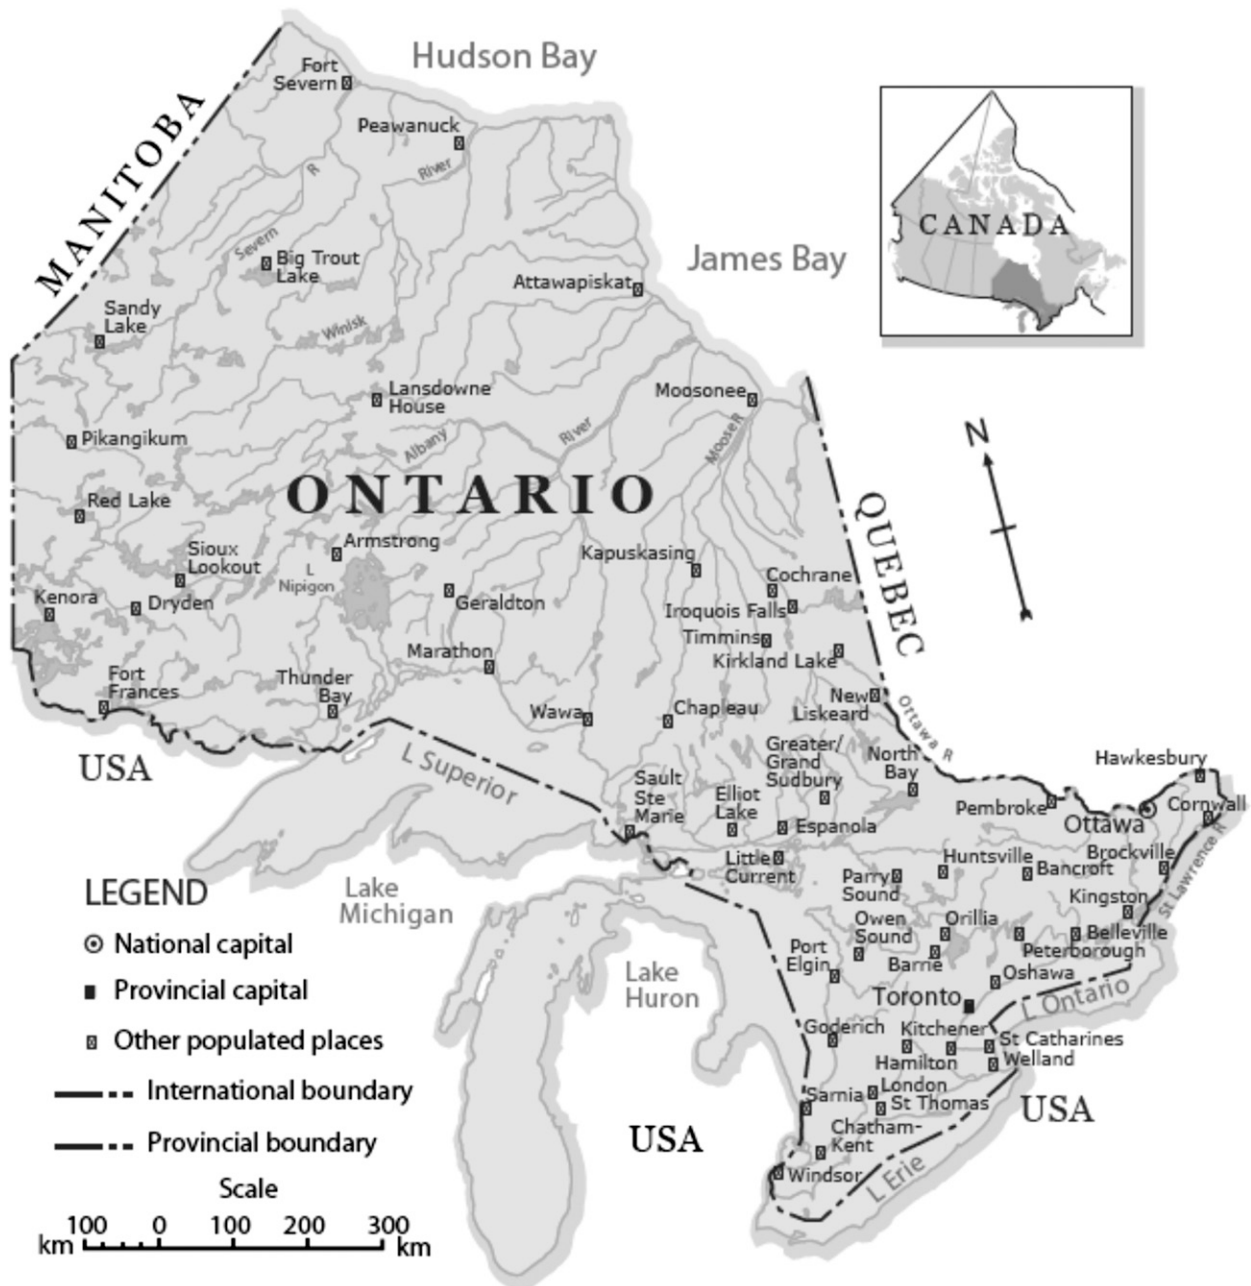 Hudson Bay
Fort
Severn
MANITOBA
Peawanuck
River
R
CANADA
Severn
Big Trout
Lake
James Bay
Attawapiskat
Sandy
Lake
Winisk
Lansdowne
House
Moosonee
Pikangikum
Albany
River
Moose R
N
ONTARIO
Red Lake
QUEBEC
Armstrong
Sioux
Lookout
L
Nipigon
Kapuskasing
Cochrane
Kenora
Dryden
Geraldton
Iroquois Falls
Timmins
Marathon
Kirkland Lake
Fort
Frances
Thunder
Bay
New
Liskeard
Wawa
Chapleau
Ottawa R
USA
L Superior
Greater/
Grand
Sudbury
North
Bay
Hawkesbury
Sault
Ste
Marie
Elliot
Lake
Pembroke
Cornwall
Ottawa
Espanola
Little
Current
Huntsville
Bancroft
Brockville
St Lawrence R
Parry
Sound
Kingston
LEGEND
Lake
Michigan
Owen
Sound
Orillia
Belleville
Peterborough
National capital
Port
Elgin
Barrie
Oshawa
Lake
Huron
Provincial capital
Toronto
L Ontario
Other populated places
Goderich
Kitchener
St Catharines
Hamilton
Welland
International boundary
Sarnia
London
St Thomas
USA
Provincial boundary
USA
Chatham-
Kent
Windsor
L Erie
Scale
100 0 100 200 300
km km